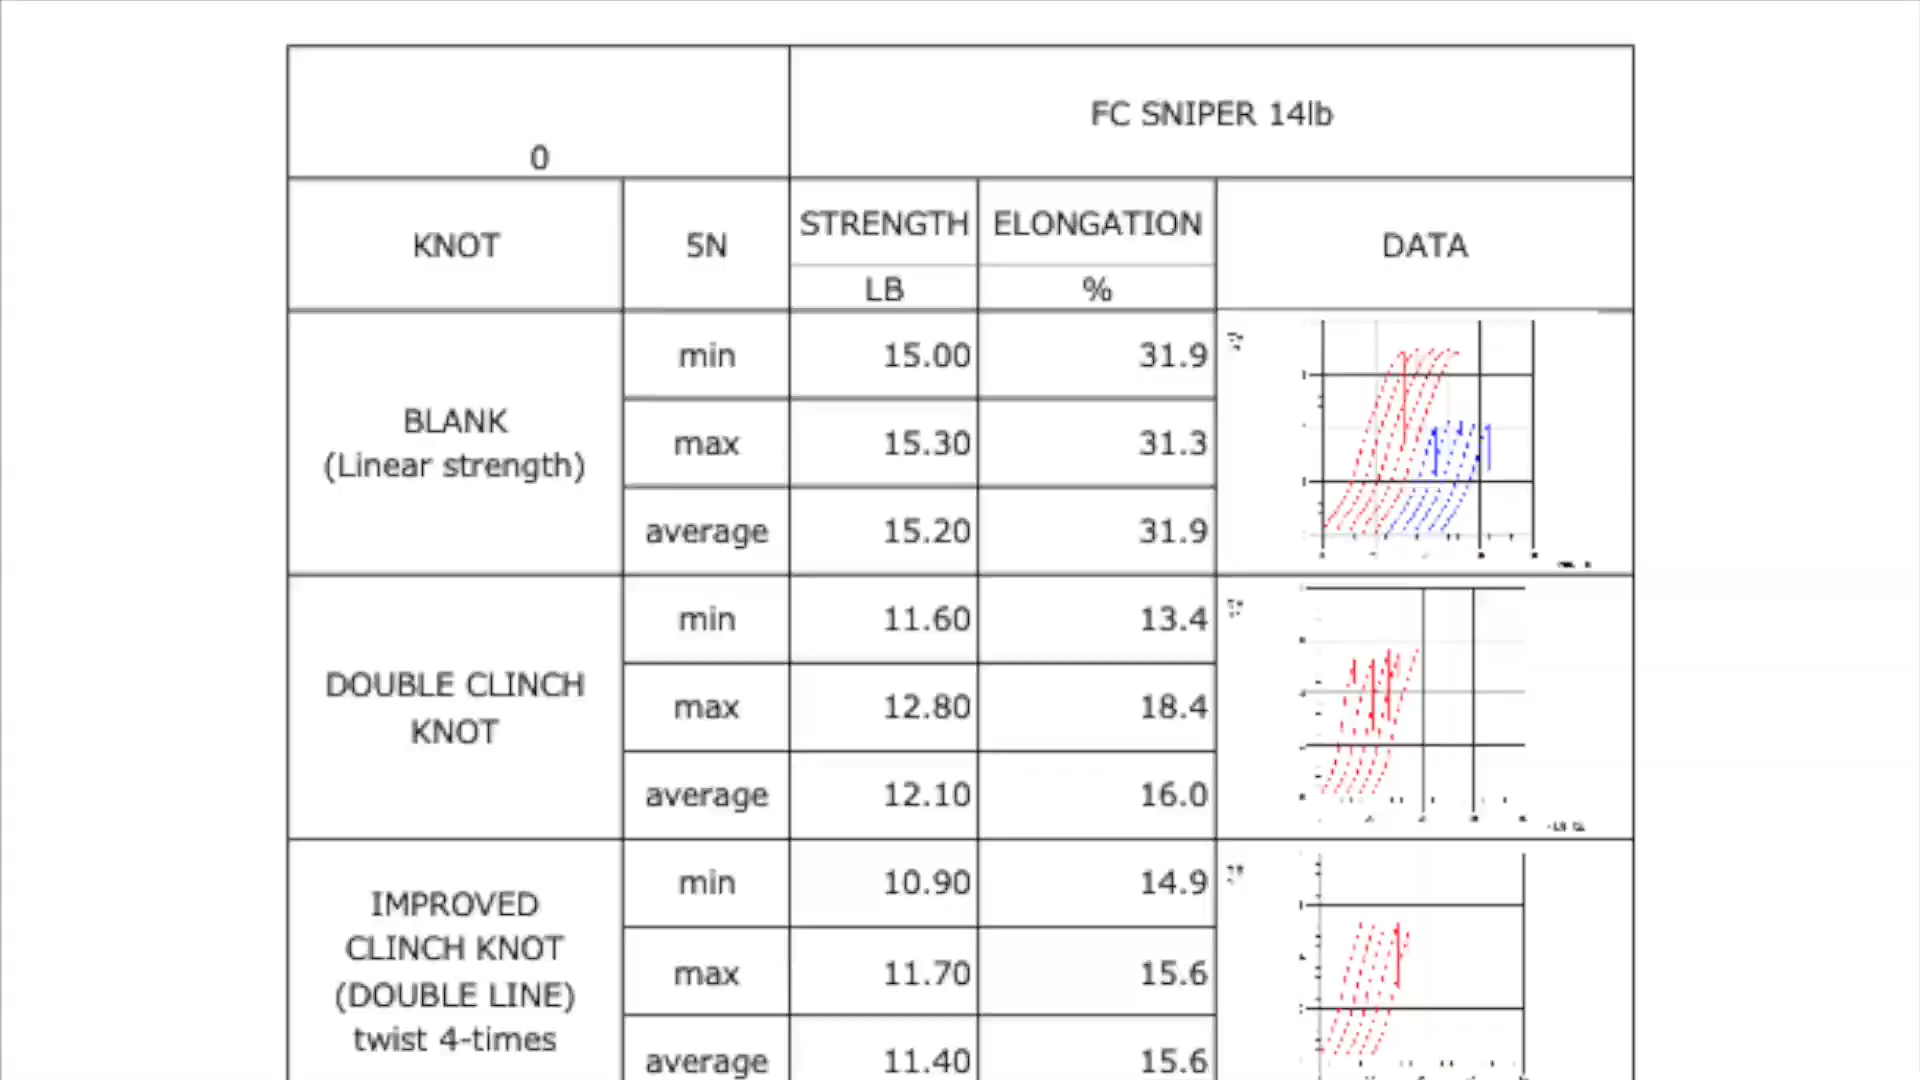 0
FC SNIPER 14lb
KNOT
5N
STRENGTH
ELONGATION
DATA
LB
%
BLANK
(Linear strength)
min
15.00
31.9
max
15.30
31.3
average
15.20
31.9
DOUBLE CLINCH
KNOT
min
11.60
13.4
max
12.80
18.4
average
12.10
16.0
IMPROVED
CLINCH KNOT
(DOUBLE LINE)
twist 4-times
min
10.90
14.9
max
11.70
15.6
average
11.40
15.6